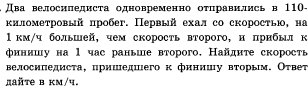 . Два велосипедиста одновременно отправились в 110-
километровый пробег. Первый ехал со скоростью, на
1 км/ч большей, чем скорость второго, и прибыл к
финишу на 1 час раньше второго. Найдите скорость
велосипедиста, пришедшего к финишу вторым. Ответ
дайте в км/ч.